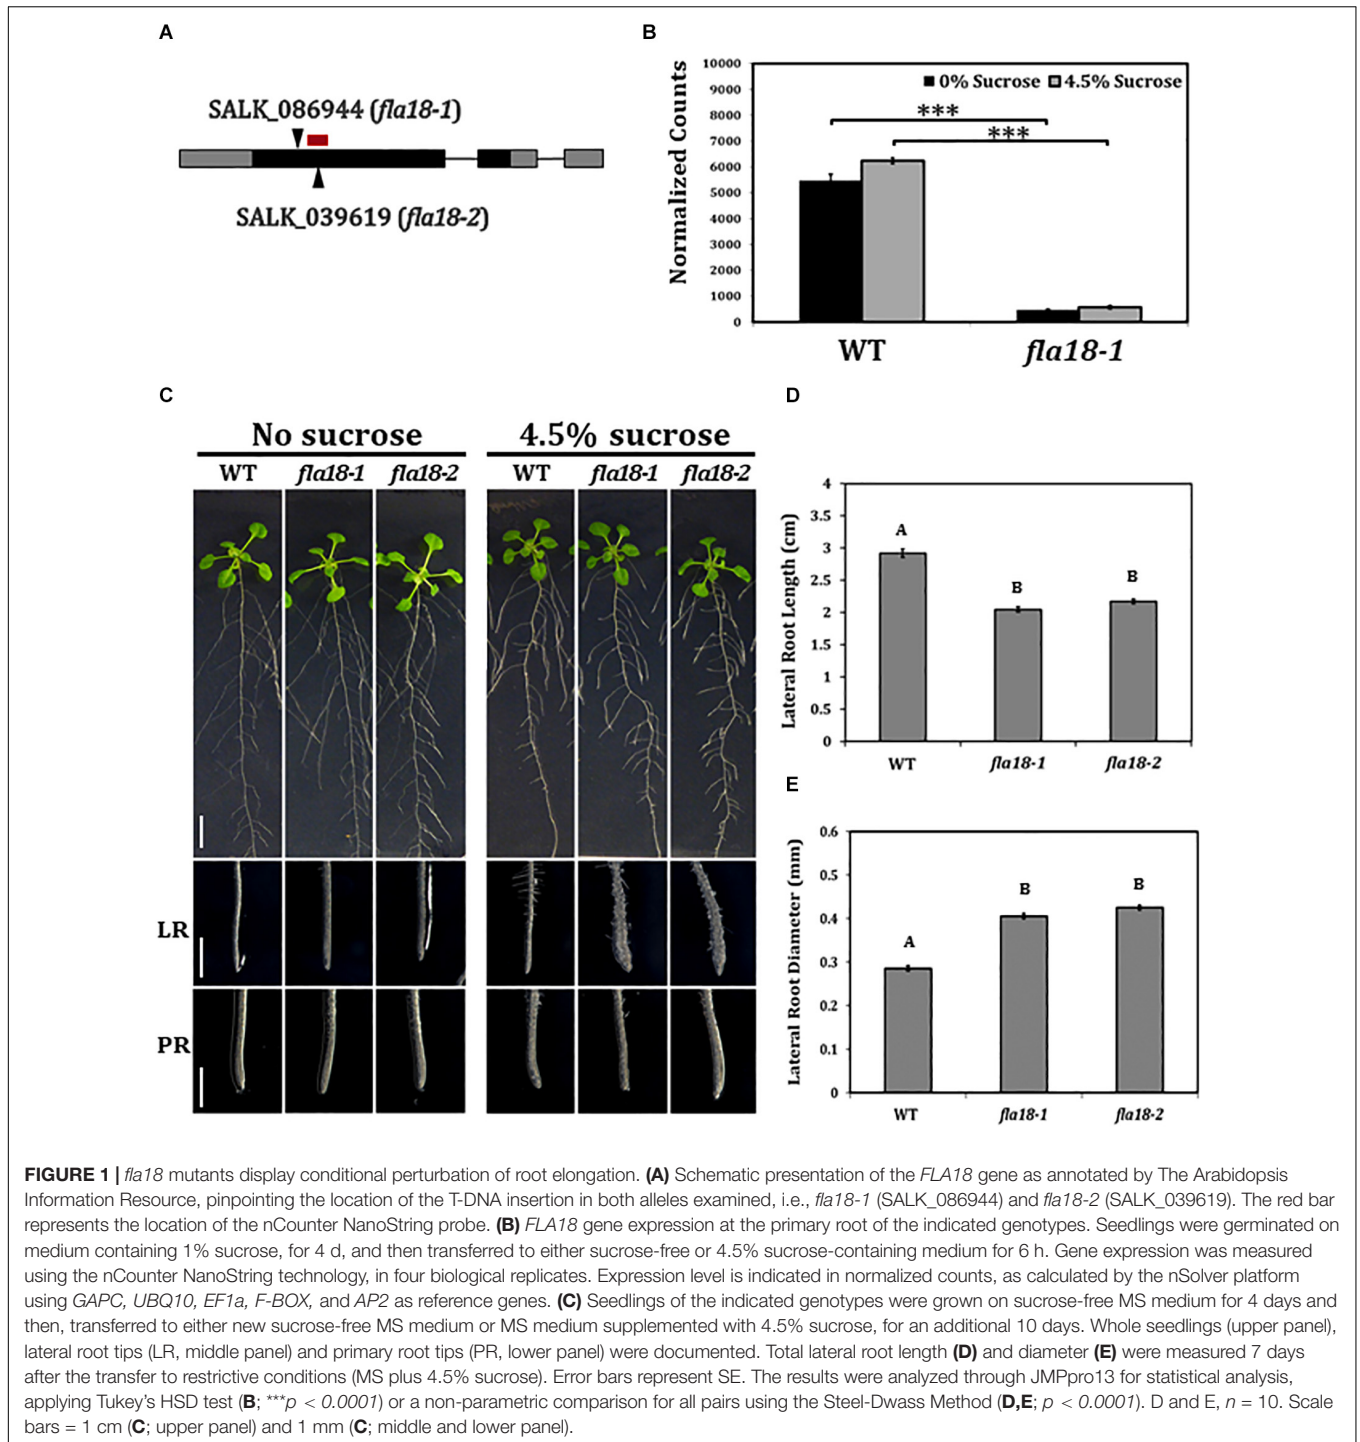 A
SALK_086944 (fla18-1)
SALK_039619 (fla18-2)
B
Normalized Counts
10000
9000
8000
7000
6000
5000
4000
3000
2000
1000
0
0% Sucrose 4.5% Sucrose
***
***
WT fla18-1
C
No sucrose 4.5% sucrose
WT fla18-1 fla18-2 WT fla18-1 fla18-2
LR
PR
D
Lateral Root Length (cm)
4
3.5
3
2.5
2
1.5
1
0.5
0
A
B
B
WT fla18-1 fla18-2
E
Lateral Root Diameter (mm)
0.6
0.5
0.4
0.3
0.2
0.1
0
A
B
B
WT fla18-1 fla18-2
FIGURE 1 | fla18 mutants display conditional perturbation of root elongation. (A) Schematic presentation of the FLA18 gene as annotated by The Arabidopsis
Information Resource, pinpointing the location of the T-DNA insertion in both alleles examined, i.e., fla18-1 (SALK_086944) and fla18-2 (SALK_039619). The red bar
represents the location of the nCounter NanoString probe. (B) FLA18 gene expression at the primary root of the indicated genotypes. Seedlings were germinated on
medium containing 1% sucrose, for 4 d, and then transferred to either sucrose-free or 4.5% sucrose-containing medium for 6 h. Gene expression was measured
using the nCounter NanoString technology, in four biological replicates. Expression level is indicated in normalized counts, as calculated by the nSolver platform
using GAPC, UBQ10, EF1a, F-BOX, and AP2 as reference genes. (C) Seedlings of the indicated genotypes were grown on sucrose-free MS medium for 4 days and
then, transferred to either new sucrose-free MS medium or MS medium supplemented with 4.5% sucrose, for an additional 10 days. Whole seedlings (upper panel),
lateral root tips (LR, middle panel) and primary root tips (PR, lower panel) were documented. Total lateral root length (D) and diameter (E) were measured 7 days
after the transfer to restrictive conditions (MS plus 4.5% sucrose). Error bars represent SE. The results were analyzed through JMPpro13 for statistical analysis,
applying Tukey's HSD test (B; ***p < 0.0001) or a non-parametric comparison for all pairs using the Steel-Dwass Method (D,E; p < 0.0001). D and E, n = 10. Scale
bars = 1 cm (C; upper panel) and 1 mm (C; middle and lower panel).